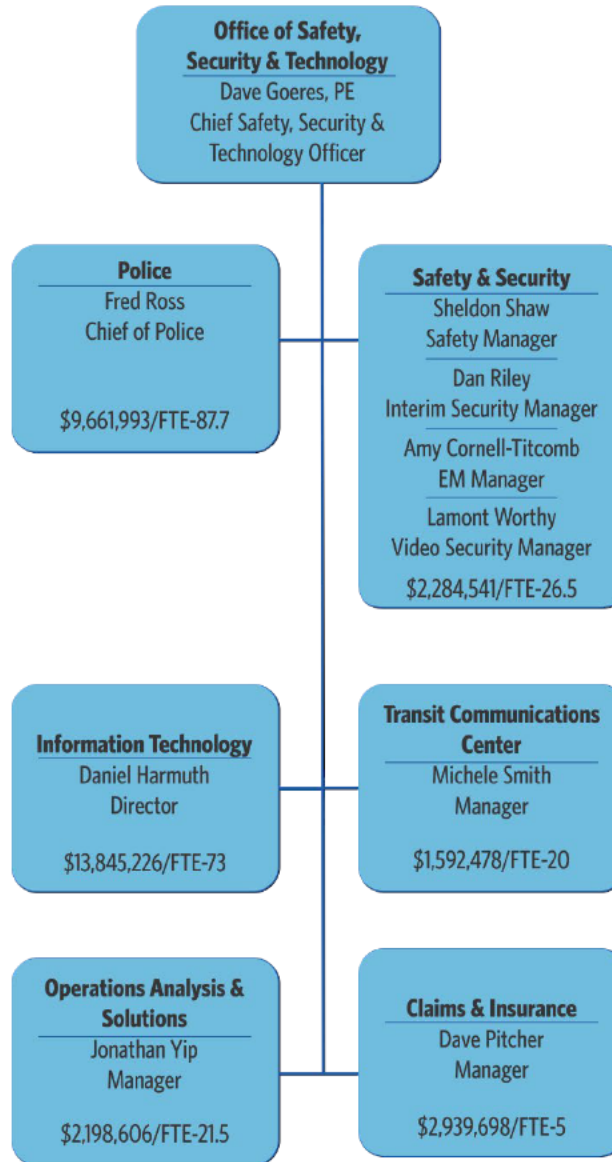 Office of Safety,
Security & Technology
Dave Goeres, PE
Chief Safety, Security &
Technology Officer
Police
Fred Ross
Chief of Police
$9,661,993/FTE-87.7
Safety & Security
Sheldon Shaw
Safety Manager
Dan Riley
Interim Security Manager
Amy Cornell-Titcomb
EM Manager
Lamont Worthy
Video Security Manager
$2,284,541/FTE-26.5
Information Technology
Daniel Harmuth
Director
$13,845,226/FTE-73
Transit Communications
Center
Michele Smith
Manager
$1,592,478/FTE-20
Operations Analysis &
Solutions
Jonathan Yip
Manager
$2,198,606/FTE-21.5
Claims & Insurance
Dave Pitcher
Manager
$2,939,698/FTE-5